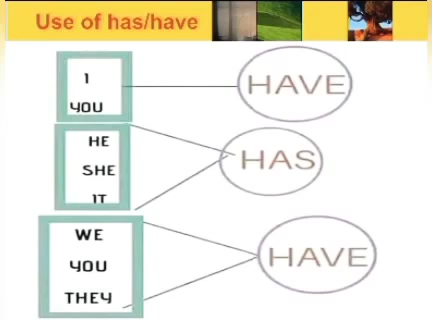 Use of has/have
I
YOU
HAVE
HE
SHE
IT
HAS
WE
YOU
THEY
HAVE